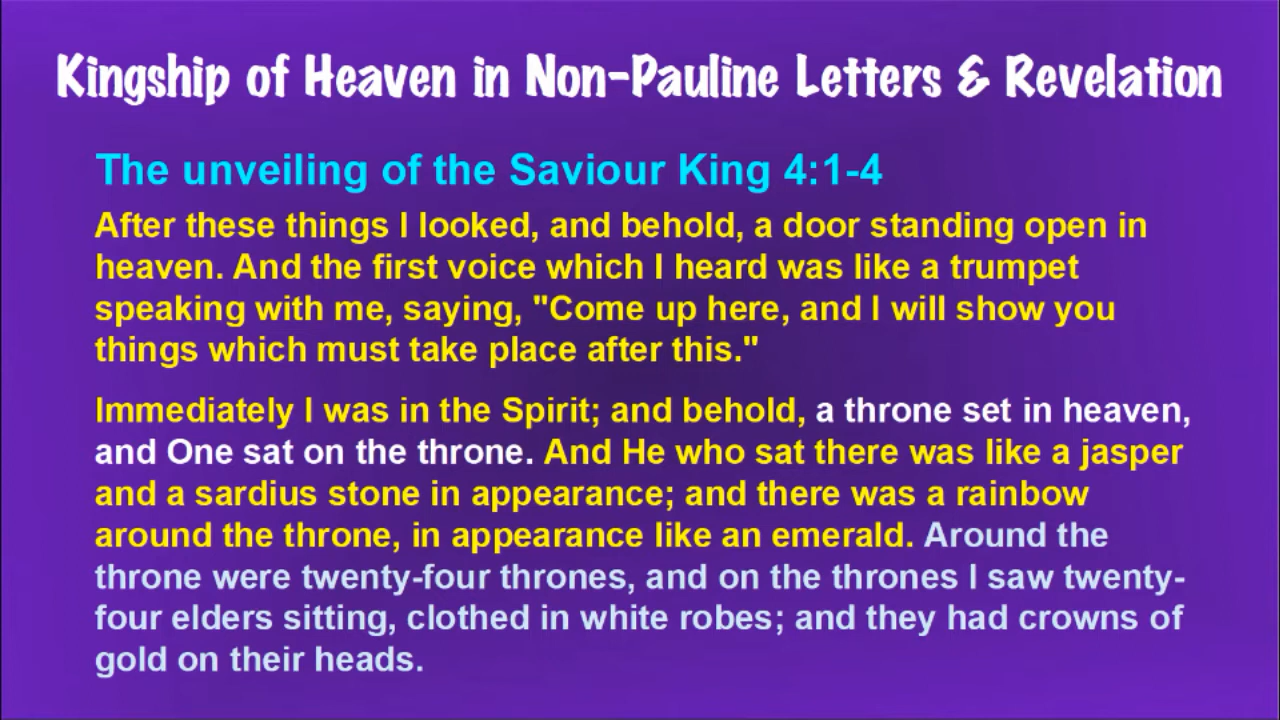 Kingship of Heaven in Non-Pauline Letters & Revelation
The unveiling of the Saviour King 4:1-4
After these things I looked, and behold, a door standing open in
heaven. And the first voice which I heard was like a trumpet
speaking with me, saying, "Come up here, and I will show you
things which must take place after this."
Immediately I was in the Spirit; and behold, a throne set in heaven,
and One sat on the throne. And He who sat there was like a jasper
and a sardius stone in appearance; and there was a rainbow
around the throne, in appearance like an emerald. Around the
throne were twenty-four thrones, and on the thrones I saw twenty-
four elders sitting, clothed in white robes; and they had crowns of
gold on their heads.